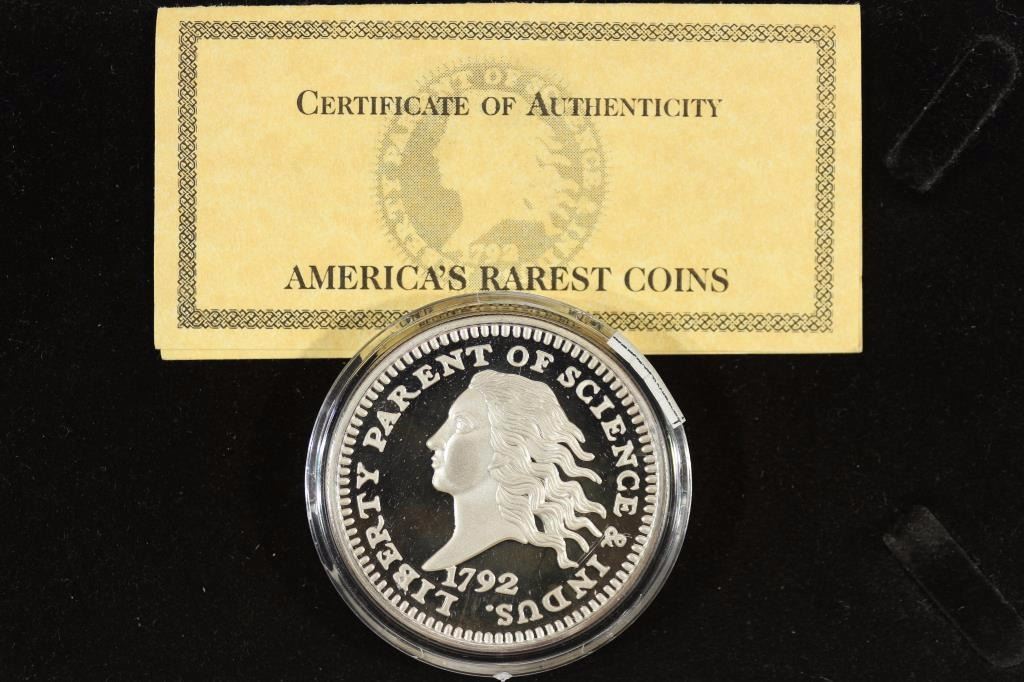 CERTIFICATE OF AUTHENTICITY
AMERICA'S RAREST COINS
LIBERTY PARENT OF SCIENCE & INDUS.
1792